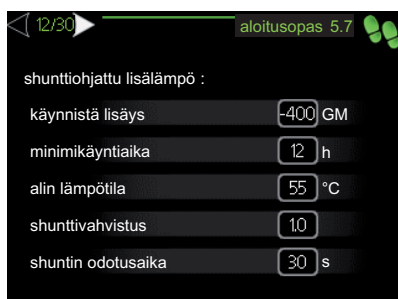 12/30 aloitusopas 5.7
shunttiohjattu lisälämpö :
käynnistä lisäys -400 GM
minimikäyntiaika 12 h
alin lämpötila 55 °C
shunttivahvistus 1.0
shuntin odotusaika 30 s